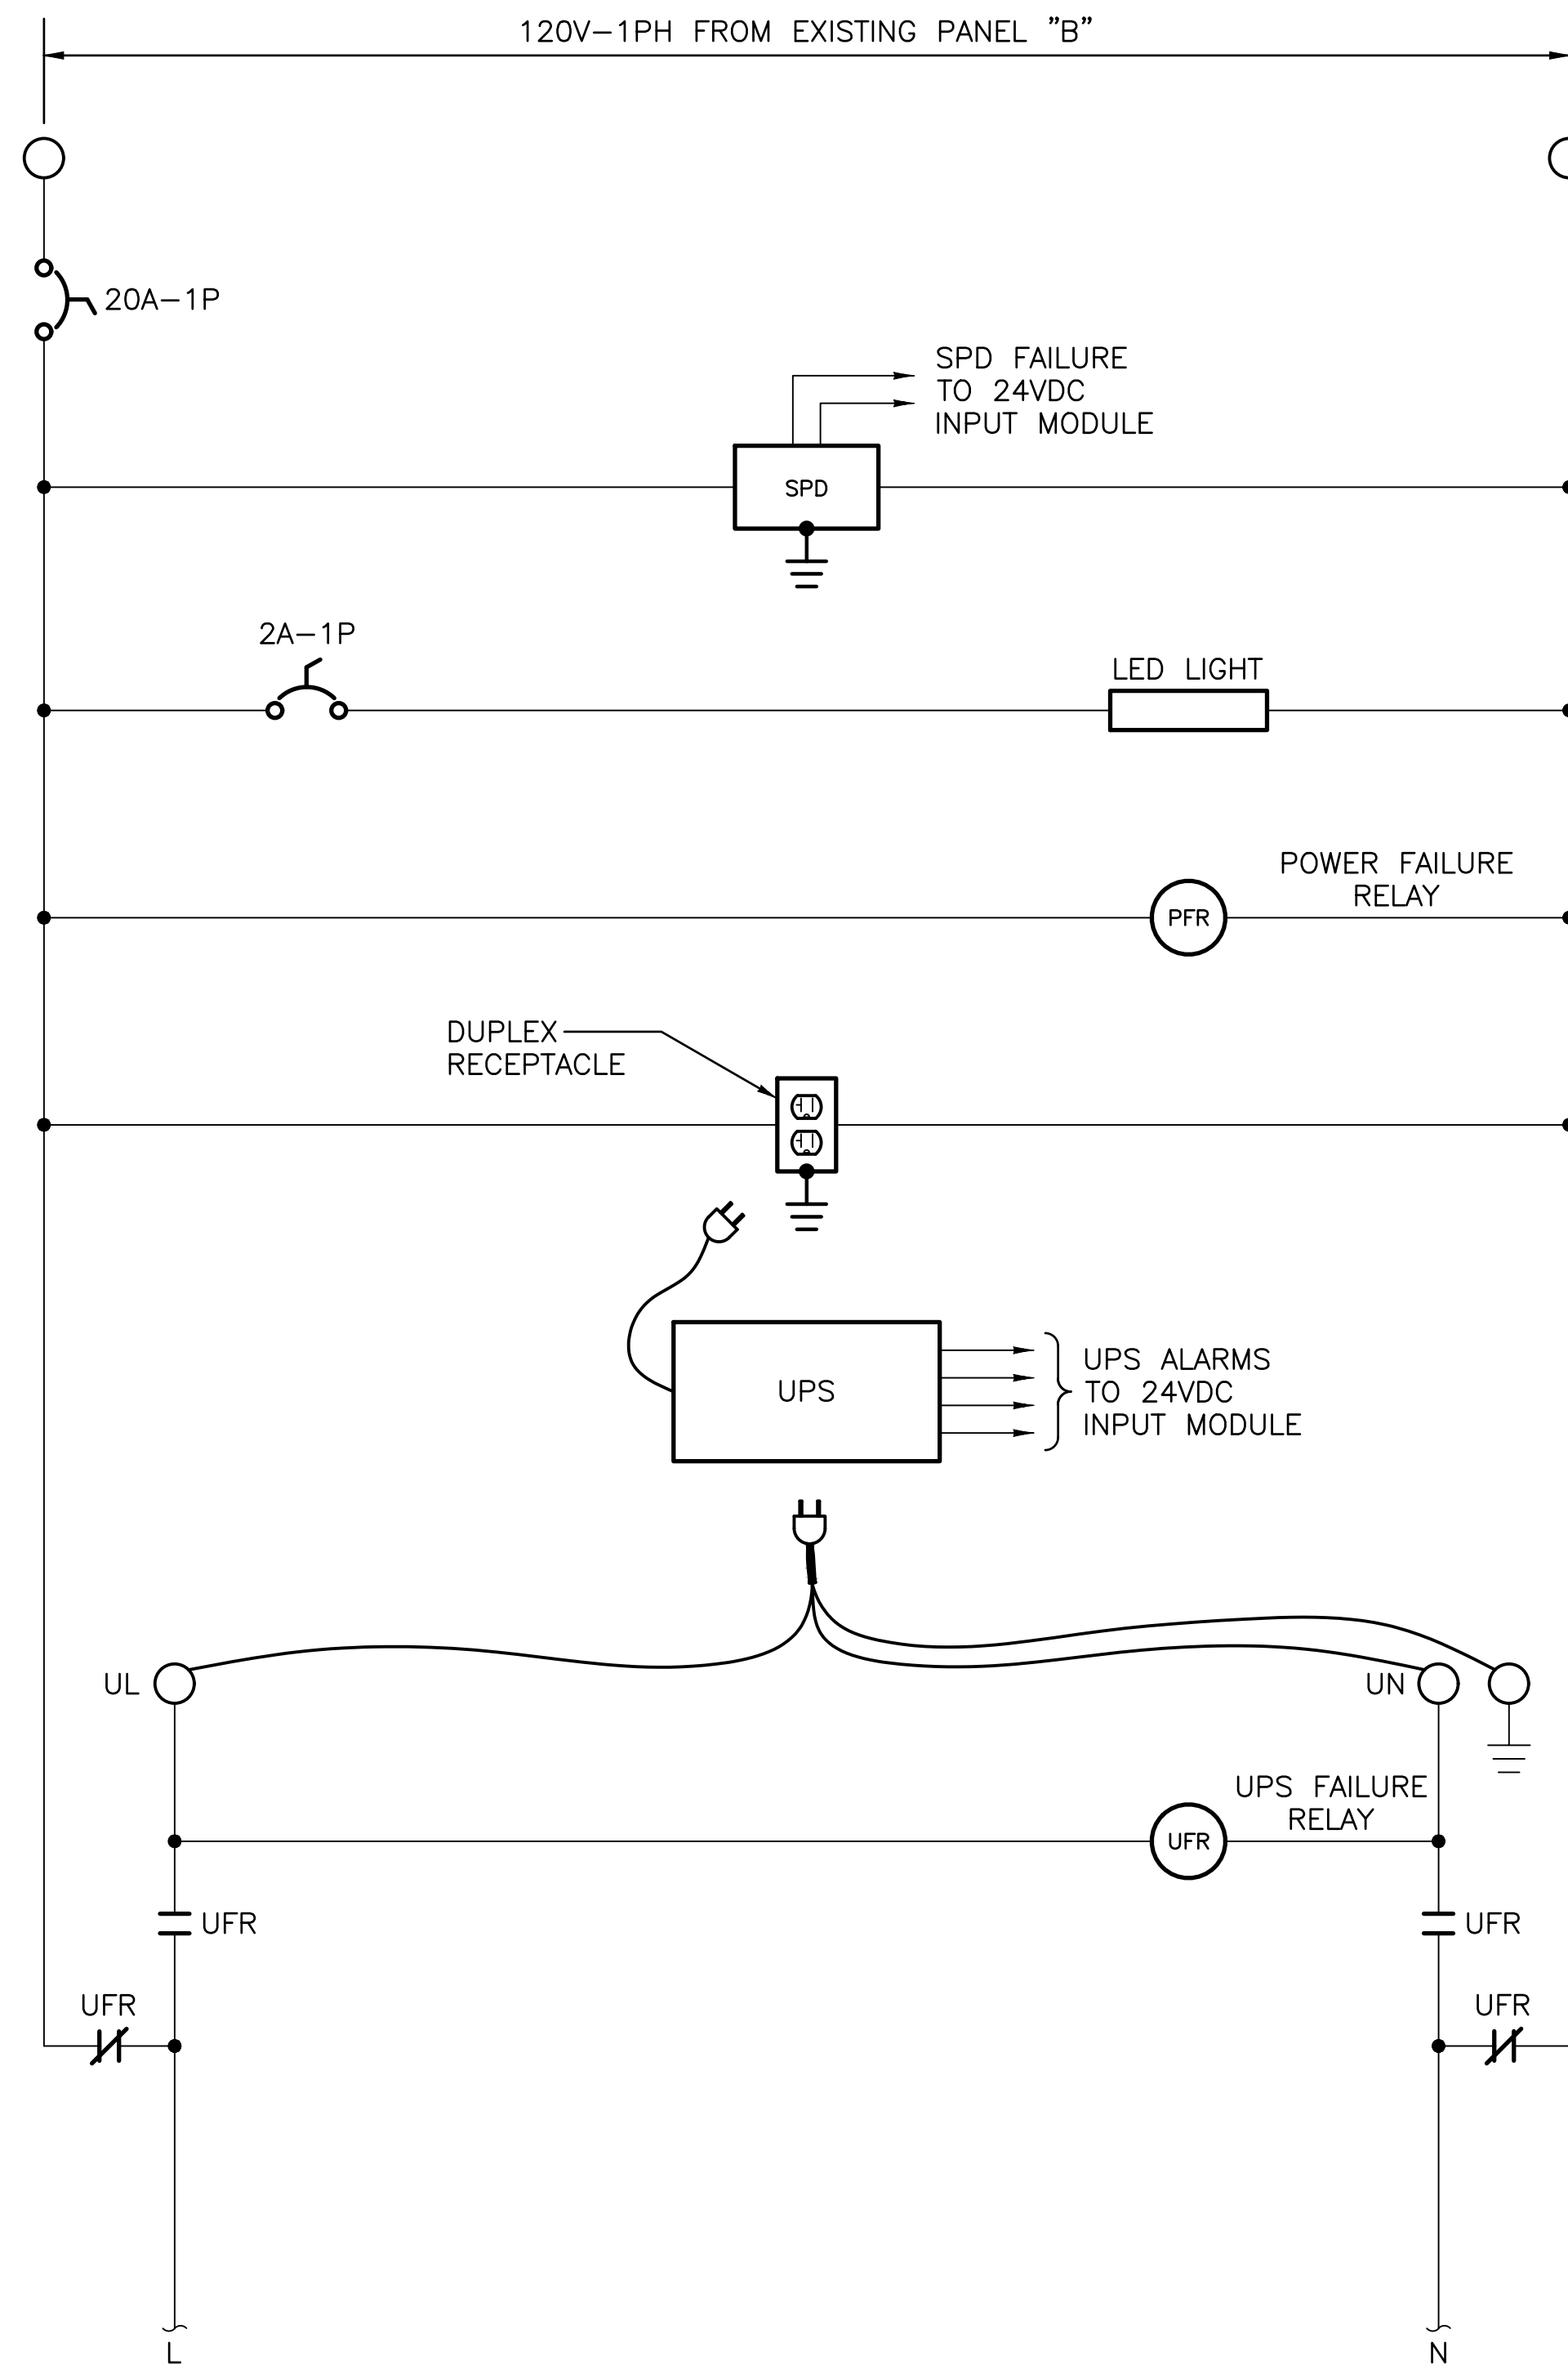 120V-1PH FROM EXISTING PANEL "B"
20A-1P
SPD FAILURE
TO 24VDC
INPUT MODULE
SPD
2A-1P
LED LIGHT
POWER FAILURE
RELAY
PFR
DUPLEX
RECEPTACLE
UPS
UPS ALARMS
TO 24VDC
INPUT MODULE
UL
UN
UPS FAILURE
RELAY
UFR
UFR
UFR
UFR
UFR
L
N